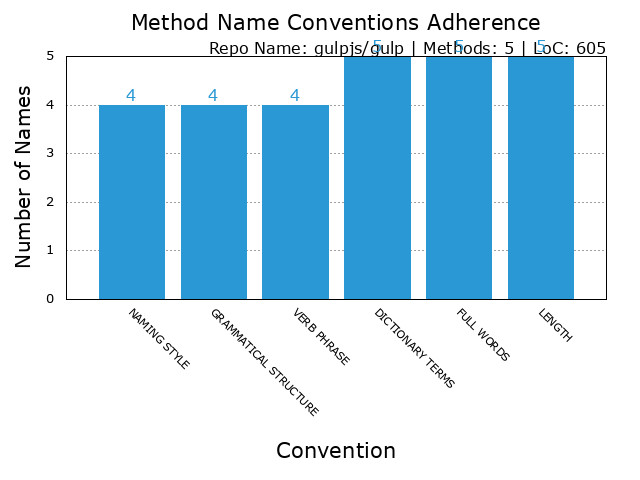 Method Name Conventions Adherence
Repo Name: gulpjs/gulp | Methods: 5 | LoC: 605
Number of Names
5
4
3
2
1
0
4
4
4
5
5
5
NAMING STYLE
GRAMMATICAL STRUCTURE
VERB PHRASE
DICTIONARY TERMS
FULL WORDS
LENGTH
Convention